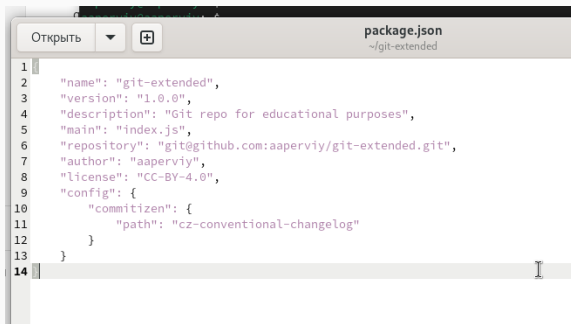 Открыть
package.json
~/git-extended
1 {
2 "name": "git-extended",
3 "version": "1.0.0",
4 "description": "Git repo for educational purposes",
5 "main": "index.js",
6 "repository": "git@github.com:aaperviy/git-extended.git",
7 "author": "aaperviy",
8 "license": "CC-BY-4.0",
9 "config": {
10 "commitizen": {
11 "path": "cz-conventional-changelog"
12 }
13 }
14 }